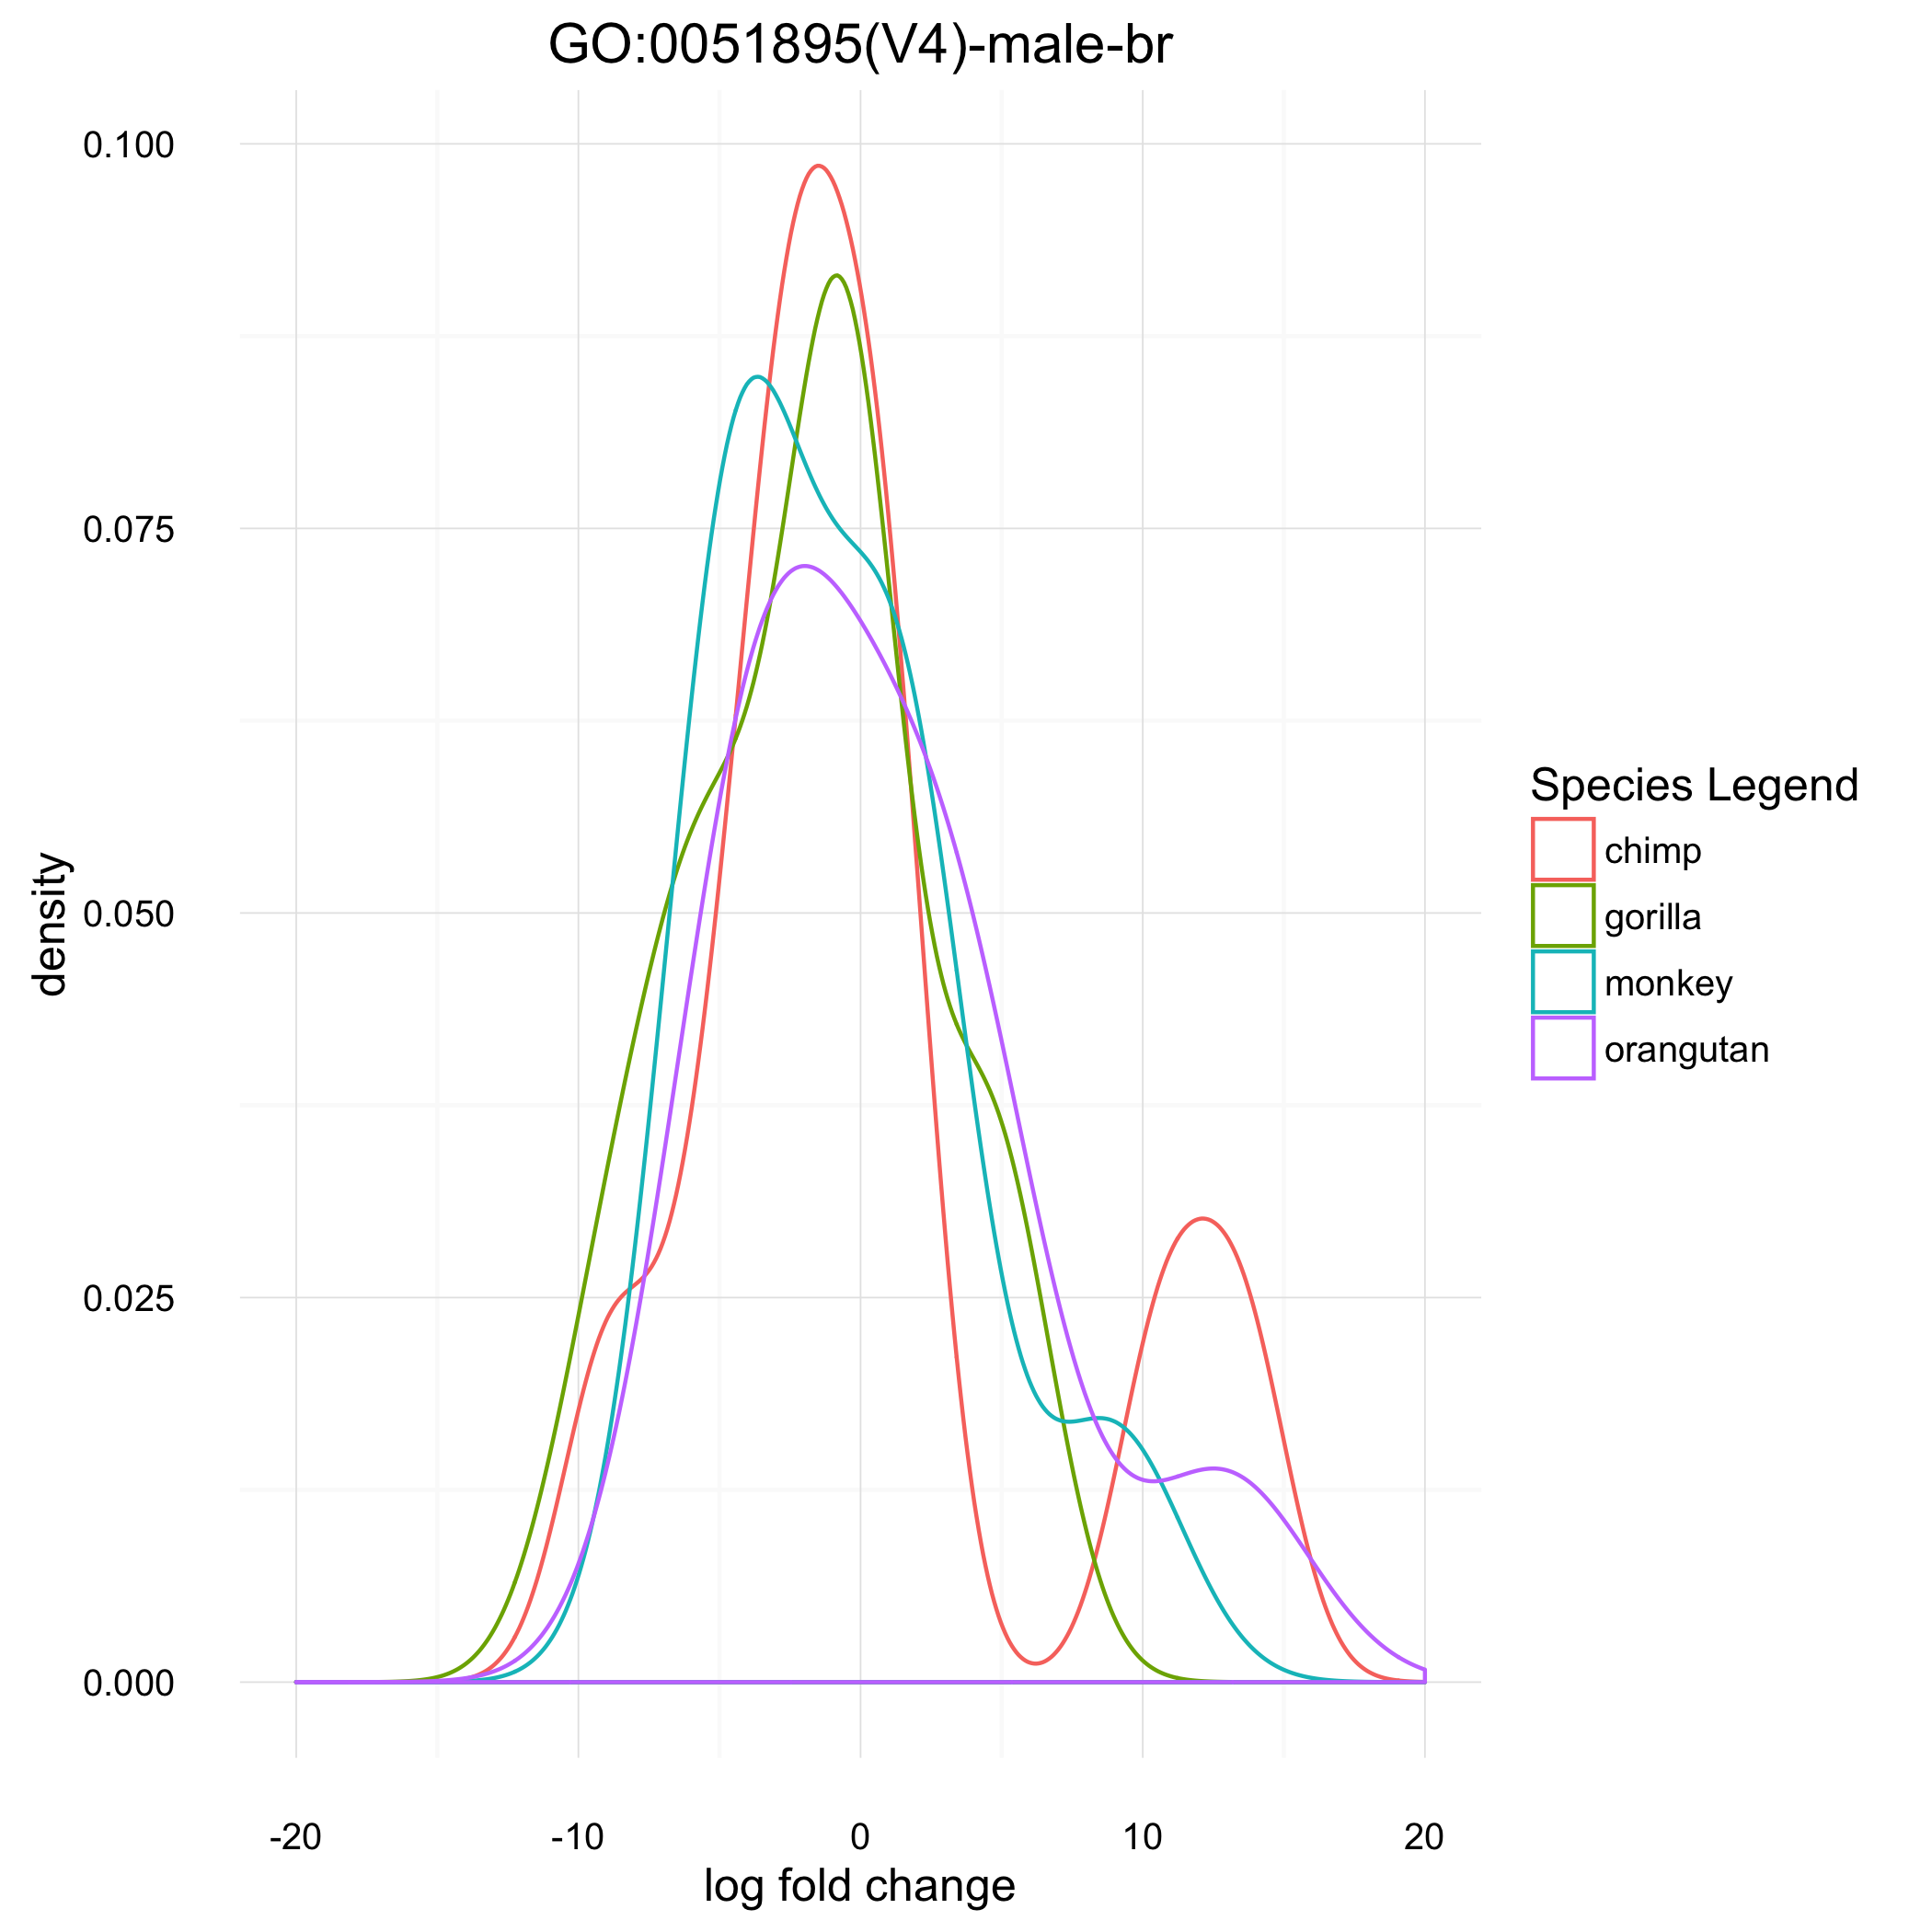 GO:0051895(V4)-male-br
0.100
0.075
0.050
0.025
0.000
density
-20 -10 0 10 20
log fold change
Species Legend
chimp
gorilla
monkey
orangutan